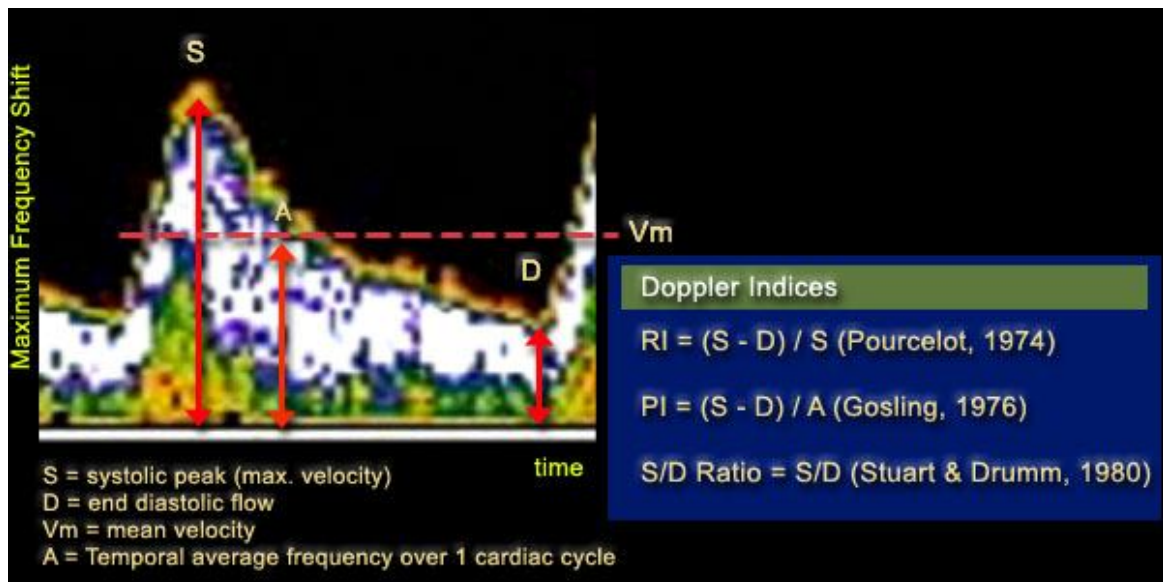 Maximum Frequency Shift
S
A
D
Vm
time
S = systolic peak (max. velocity)
D = end diastolic flow
Vm = mean velocity
A = Temporal average frequency over 1 cardiac cycle
Doppler Indices
RI = (S - D) / S (Pourcelot, 1974)
PI = (S - D) / A (Gosling, 1976)
S/D Ratio = S/D (Stuart & Drumm, 1980)